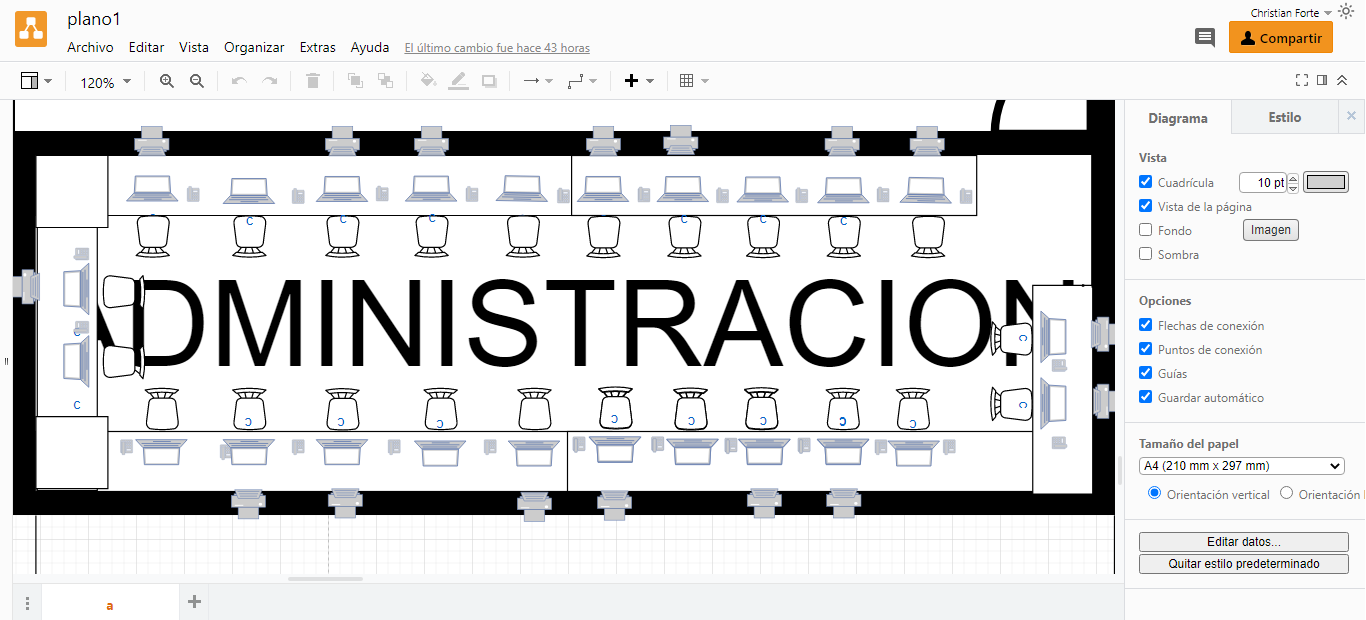 plano1
Christian Forte
Archivo Editar Vista Organizar Extras Ayuda El último cambio fue hace 43 horas
Compartir
120%
Diagrama Estilo
Vista
Cuadrícula 10 pt
Vista de la página
Fondo Imagen
Sombra
Opciones
Flechas de conexión
Puntos de conexión
Guías
Guardar automático
Tamaño del papel
A4 (210 mm x 297 mm)
Orientación vertical Orientación
Editar datos...
Quitar estilo predeterminado
C C C C C C
ADMINISTRACION
C C
C C
C C C C C C C C
a